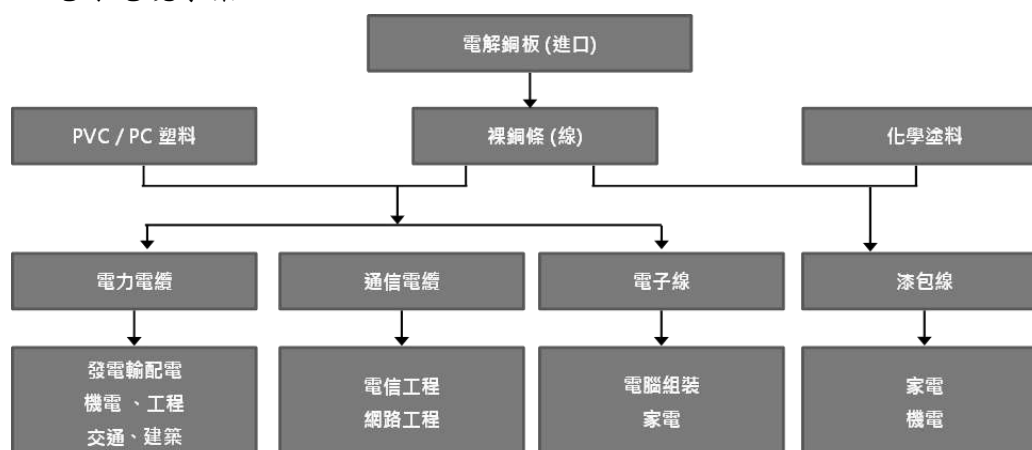 電解銅板 (進口)
PVC / PC 塑料
裸銅條 (線)
化學塗料
電力電纜
通信電纜
電子線
漆包線
發電輸配電
機電 、工程
交通、建築
電信工程
網路工程
電腦組裝
家電
家電
機電